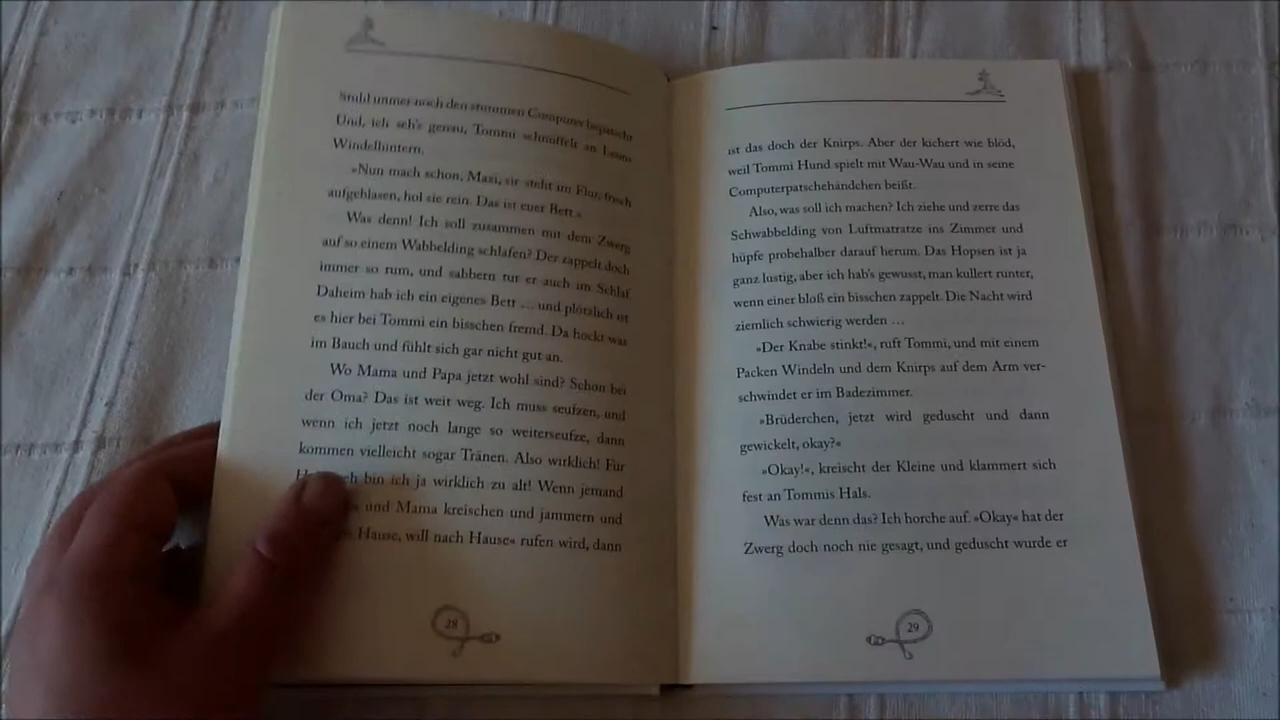 Stuhl immer noch den stummen Computer bepatscht
Und, ich seh's genau, Tommi schnüffelt an Leons
Windelhintern.
»Nun mach schon, Maxi, sie steht im Flur, frisch
aufgeblasen, hol sie rein. Das ist euer Bett.«
Was denn! Ich soll zusammen mit dem Zwerg
auf so einem Wabbelding schlafen? Der zappelt doch
immer so rum, und sabbern tut er auch im Schlaf
Daheim hab ich ein eigenes Bett ... und plötzlich ist
es hier bei Tommi ein bisschen fremd. Da hockt was
im Bauch und fühlt sich gar nicht gut an.
Wo Mama und Papa jetzt wohl sind? Schon bei
der Oma? Das ist weit weg. Ich muss seufzen, und
wenn ich jetzt noch lange so weiterseufze, dann
kommen vielleicht sogar Tränen. Also wirklich! Für
bin ich ja wirklich zu alt! Wenn jemand
und Mama kreischen und jammern und
Hause, will nach Hause« rufen wird, dann
28
ist das doch der Knirps. Aber der kichert wie blöd,
weil Tommi Hund spielt mit Wau-Wau und in seine
Computerpatschehändchen beißt.
Also, was soll ich machen? Ich ziehe und zerre das
Schwabbelding von Luftmatratze ins Zimmer und
hüpfe probehalber darauf herum. Das Hopsen ist ja
ganz lustig, aber ich hab's gewusst, man kullert runter,
wenn einer bloß ein bisschen zappelt. Die Nacht wird
ziemlich schwierig werden ...
»Der Knabe stinkt!«, ruft Tommi, und mit einem
Packen Windeln und dem Knirps auf dem Arm ver-
schwindet er im Badezimmer.
»Brüderchen, jetzt wird geduscht und dann
gewickelt, okay?«
»Okay!«, kreischt der Kleine und klammert sich
fest an Tommis Hals.
Was war denn das? Ich horche auf. »Okay« hat der
Zwerg doch noch nie gesagt, und geduscht wurde er
29